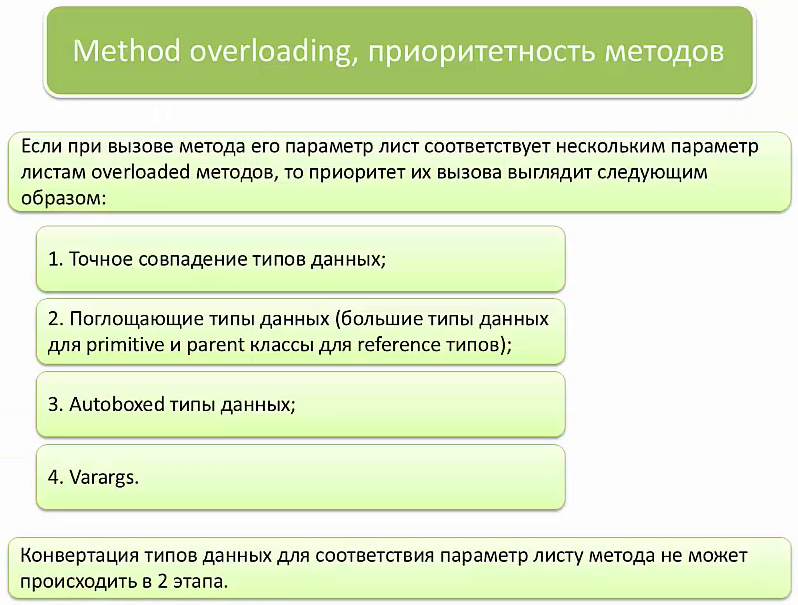 Method overloading, приоритетность методов
Если при вызове метода его параметр лист соответствует нескольким параметр
листам overloaded методов, то приоритет их вызова выглядит следующим
образом:
1. Точное совпадение типов данных;
2. Поглощающие типы данных (большие типы данных
для primitive и parent классы для reference типов);
3. Autoboxed типы данных;
4. Varargs.
Конвертация типов данных для соответствия параметр листу метода не может
происходить в 2 этапа.